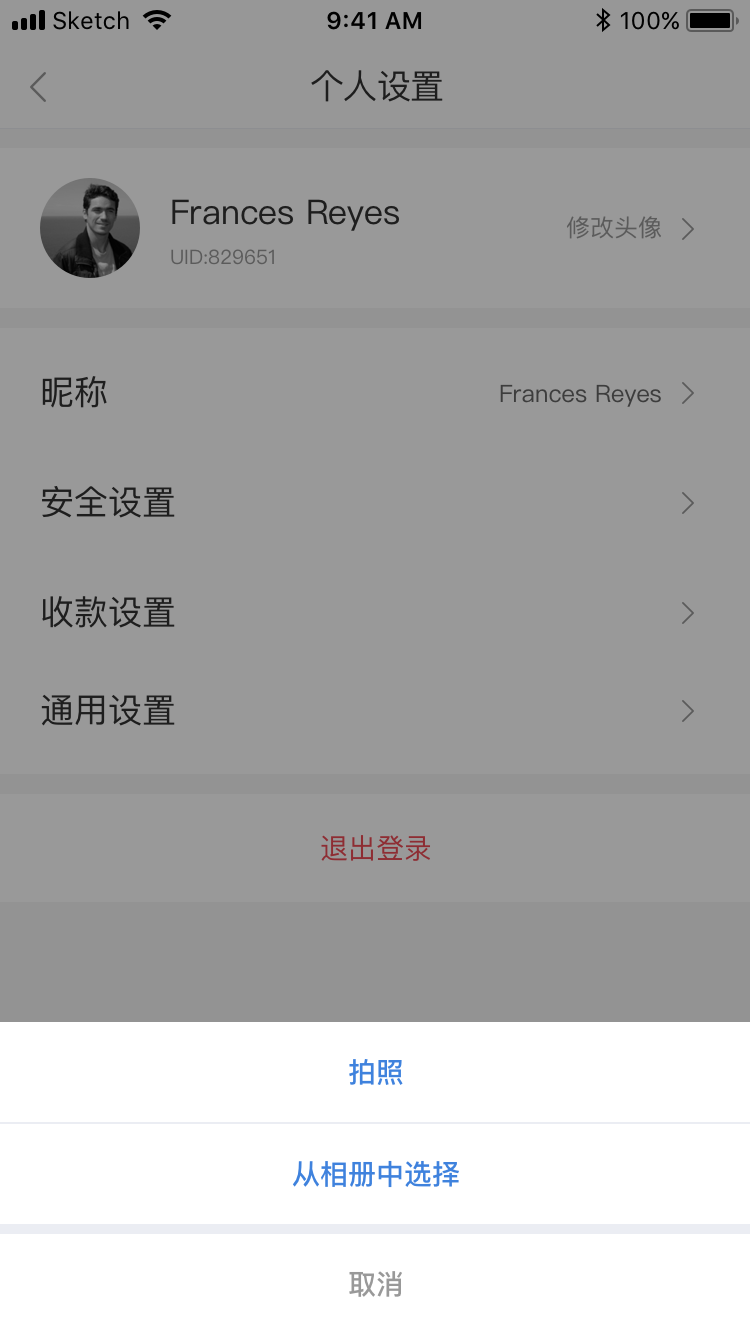 Sketch 9:41 AM 100%
个人设置
Frances Reyes
修改头像
UID:829651
昵称 Frances Reyes
安全设置
收款设置
通用设置
退出登录
拍照
从相册中选择
取消